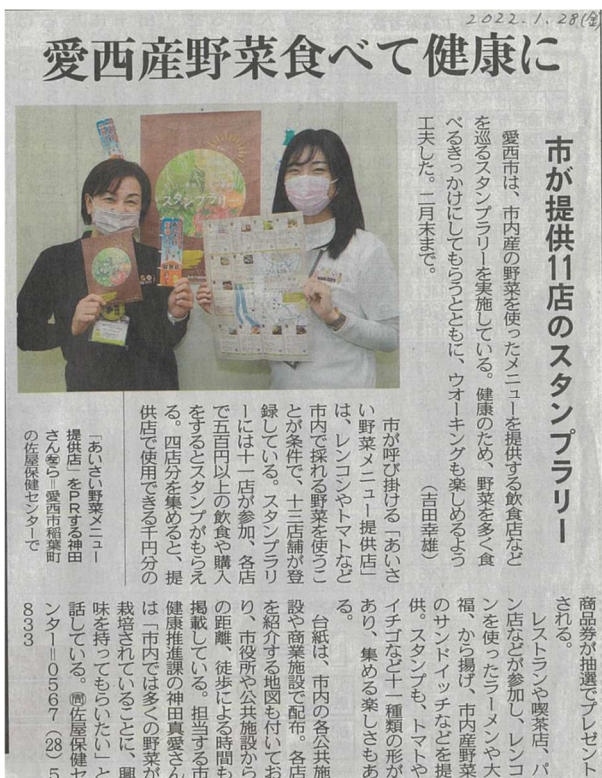 2022.1.28(金)
愛西産野菜食べて健康に
市が提供11店のスタンプラリー
愛西市は、市内産の野菜を使ったメニューを提供する飲食店など
を巡るスタンプラリーを実施している。健康のため、野菜を多く食
べるきっかけにしてもらうとともに、ウオーキングも楽しめるよう
工夫した。二月末まで。
（吉田幸雄）
スタンプラリー
市が呼び掛ける「あいさ
い野菜メニュー提供店」
は、レンコンやトマトなど
市内で採れる野菜を使うこ
とが条件で、十三店舗が登
録している。スタンプラリ
ーには十一店が参加、各店
で五百円以上の飲食や購入
をするとスタンプがもらえ
る。四店分を集めると、提
供店で使用できる千円分の
「あいさい野菜メニュー
提供店」をPRする神田
さん㊨ら＝愛西市稲葉町
の佐屋保健センターで
商品券が抽選でプレゼント
される。
レストランや喫茶店、パ
ン店などが参加し、レンコ
ンを使ったラーメンや大
福、から揚げ、市内産野菜
のサンドイッチなどを提
供。スタンプも、トマトや
イチゴなど十一種類の形が
あり、集める楽しさもあ
る。
台紙は、市内の各公共施
設や商業施設で配布。各店
を紹介する地図も付いてお
り、市役所や公共施設から
の距離、徒歩による時間も
掲載している。担当する市
健康推進課の神田真愛さん
は「市内では多くの野菜が
栽培されていることに、興
味を持ってもらいたい」と
話している。㉄佐屋保健セ
ンター＝0567（28）5
833